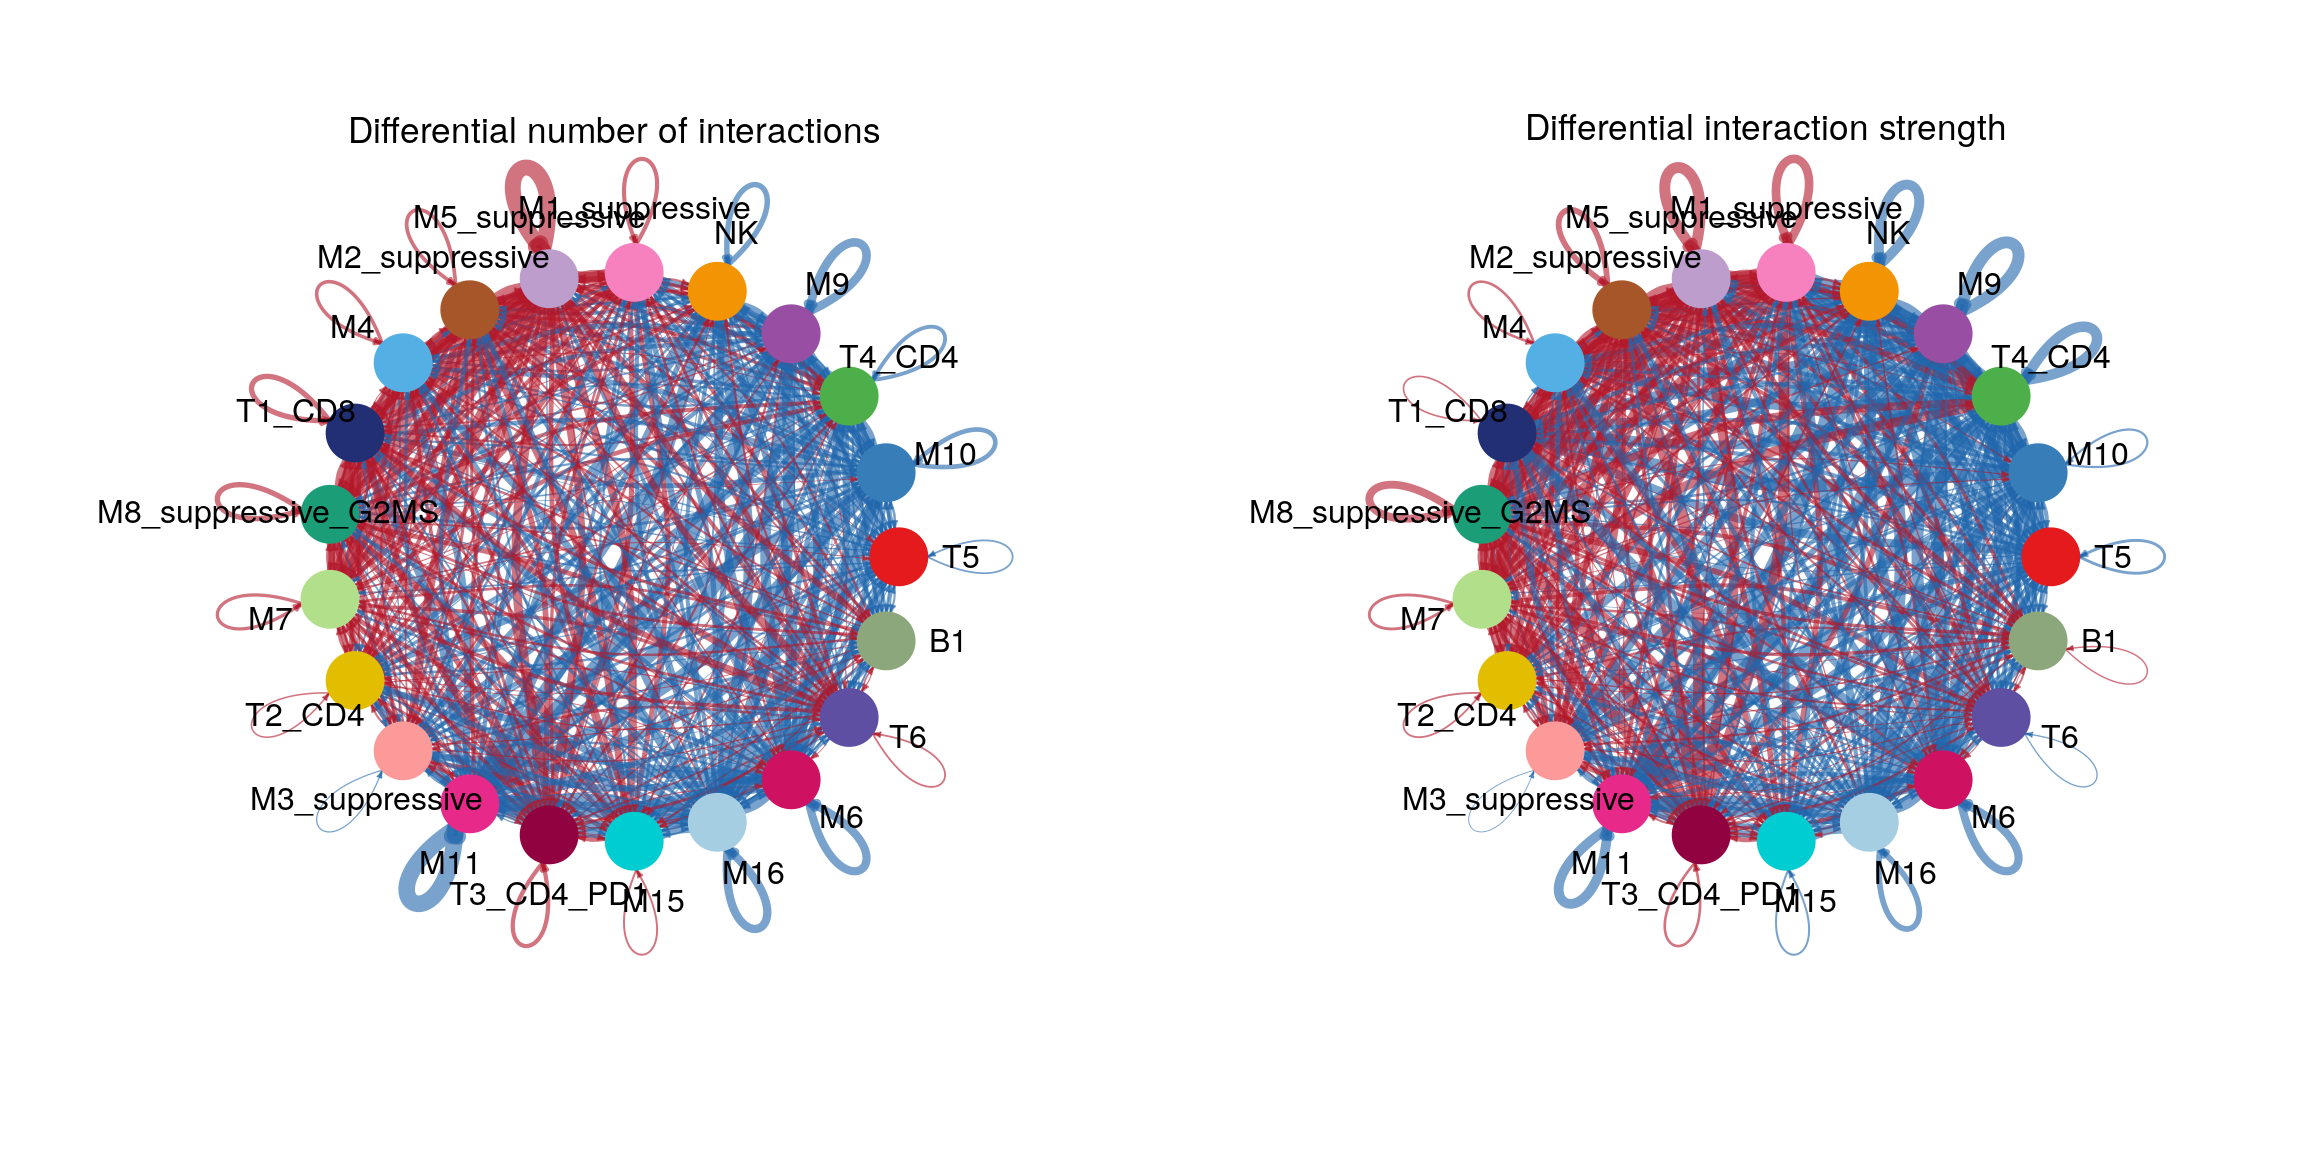 Differential number of interactions
M1_suppressive
M5_suppressive
NK
M2_suppressive
M9
M4
T4_CD4
T1_CD8
M10
M8_suppressive_G2MS
T5
M7
B1
T2_CD4
T6
M3_suppressive
M6
M11
M16
T3_CD4_PD1
M15
Differential interaction strength
M1_suppressive
M5_suppressive
NK
M2_suppressive
M9
M4
T4_CD4
T1_CD8
M10
M8_suppressive_G2MS
T5
M7
B1
T2_CD4
T6
M3_suppressive
M6
M11
M16
T3_CD4_PD1
M15